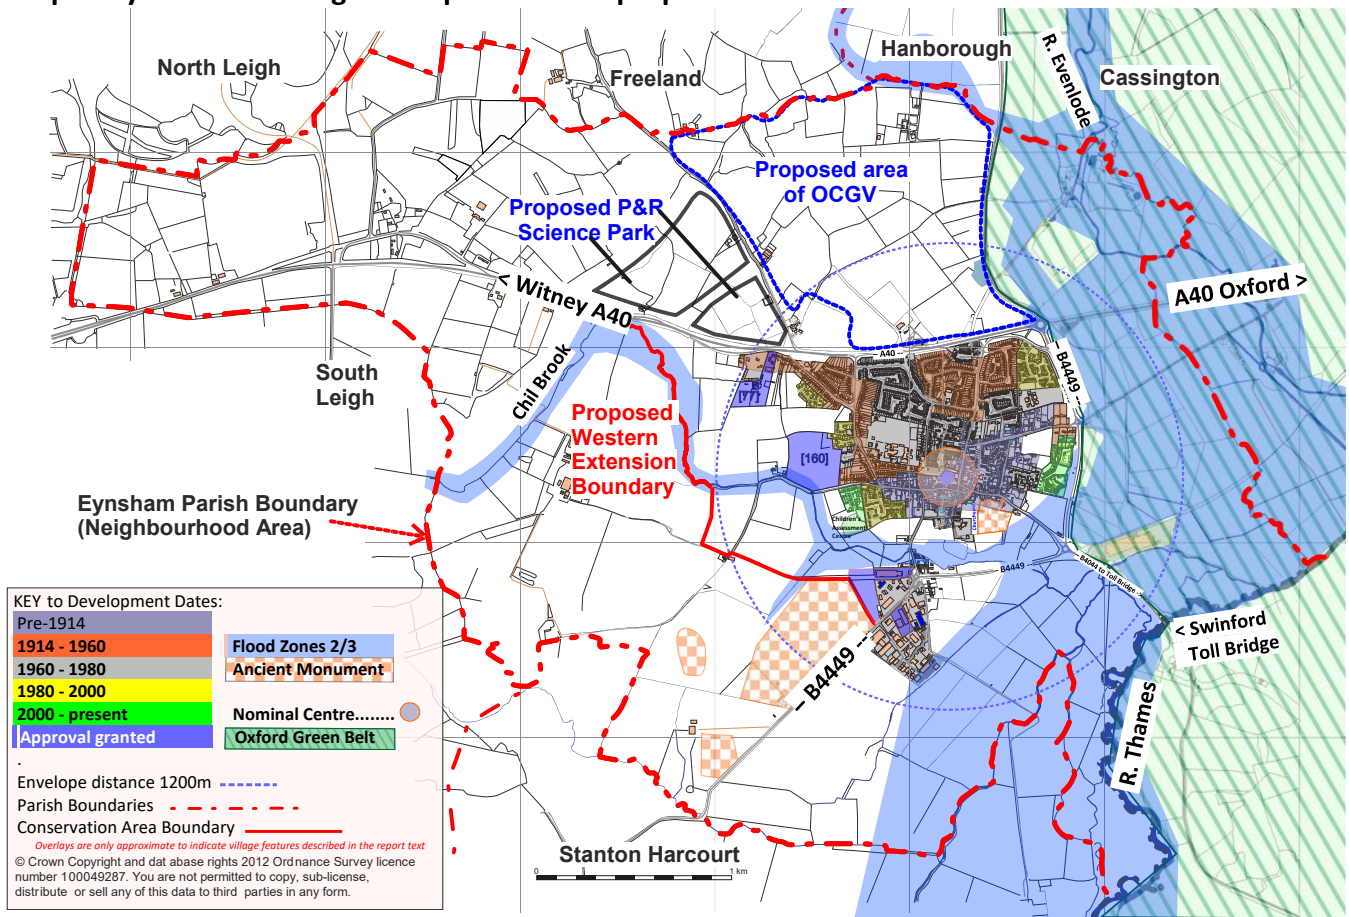 North Leigh
Freeland
Hanborough
R. Evenlode
Cassington
Proposed area
of OCGV
Proposed P&R
Science Park
< Witney A40
A40 Oxford >
A40
B4449
South
Leigh
Chil Brook
Proposed
Western
Extension
Boundary
[77]
[160]
Eynsham Parish Boundary
(Neighbourhood Area)
Children's
Assessment
Centre
B4449
B4044 to Toll Bridge ->
< Swinford
Toll Bridge
--B4449--
R. Thames
Stanton Harcourt
0
1 km
KEY to Development Dates:
Pre-1914
1914 - 1960
1960 - 1980
1980 - 2000
2000 - present
Approval granted
Flood Zones 2/3
Ancient Monument
Nominal Centre........
Oxford Green Belt
.
Envelope distance 1200m
Parish Boundaries
Conservation Area Boundary
Overlays are only approximate to indicate village features described in the report text
© Crown Copyright and dat abase rights 2012 Ordnance Survey licence
number 100049287. You are not permitted to copy, sub-license,
distribute or sell any of this data to third parties in any form.